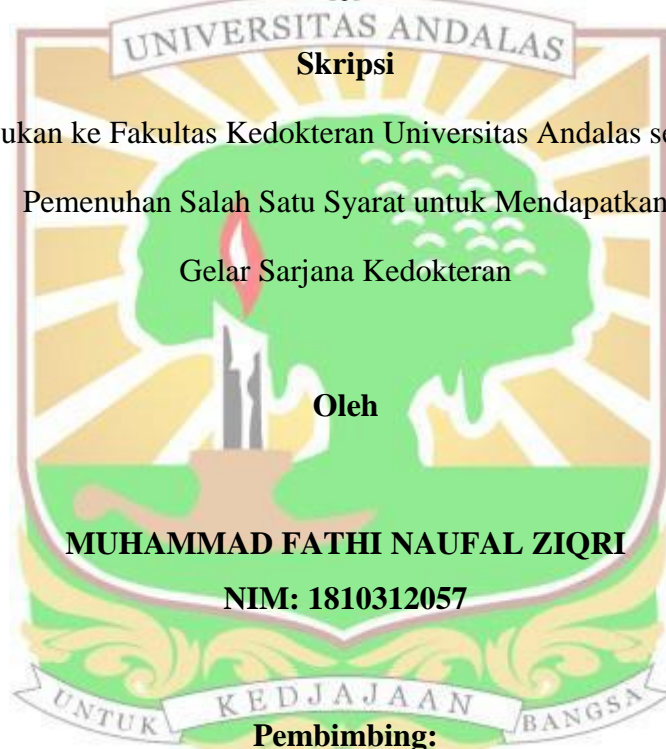 UNIVERSITAS ANDALAS
Skripsi
ukan ke Fakultas Kedokteran Universitas Andalas se
Pemenuhan Salah Satu Syarat untuk Mendapatkan
Gelar Sarjana Kedokteran
Oleh
MUHAMMAD FATHI NAUFAL ZIQRI
NIM: 1810312057
UNTUK KEDJAJAAN BANGSA
Pembimbing: